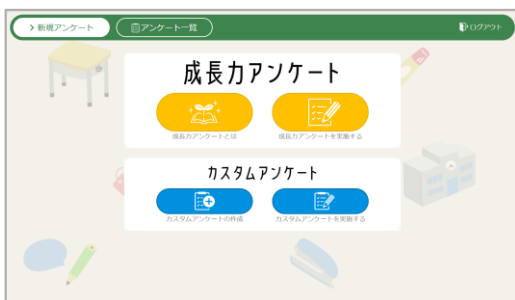 新規アンケート
アンケート一覧
ログアウト
成長力アンケート
成長力アンケートとは
成長力アンケートを実施する
カスタムアンケート
カスタムアンケートの作成
カスタムアンケートを実施する